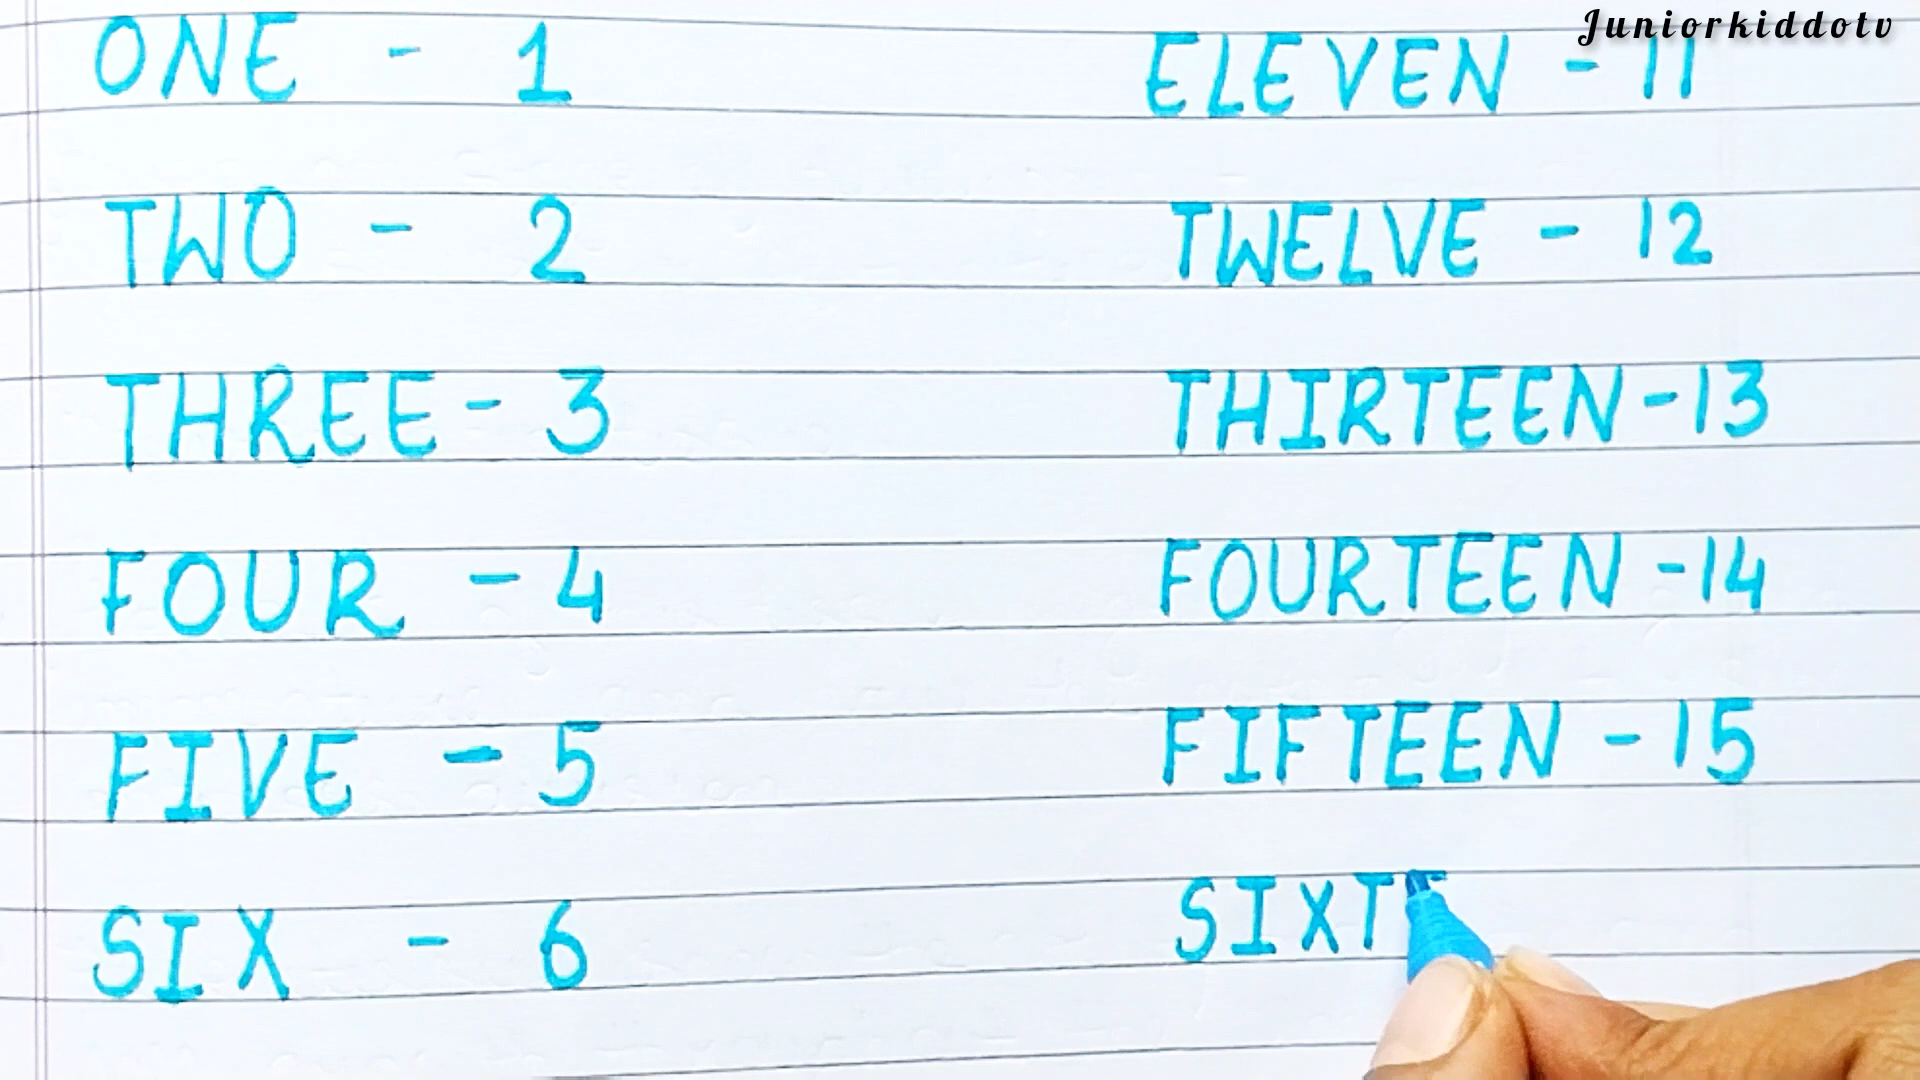 Juniorkiddotv
ONE - 1
TWO - 2
THREE - 3
FOUR - 4
FIVE - 5
SIX - 6
ELEVEN - 11
TWELVE - 12
THIRTEEN - 13
FOURTEEN - 14
FIFTEEN - 15
SIXT